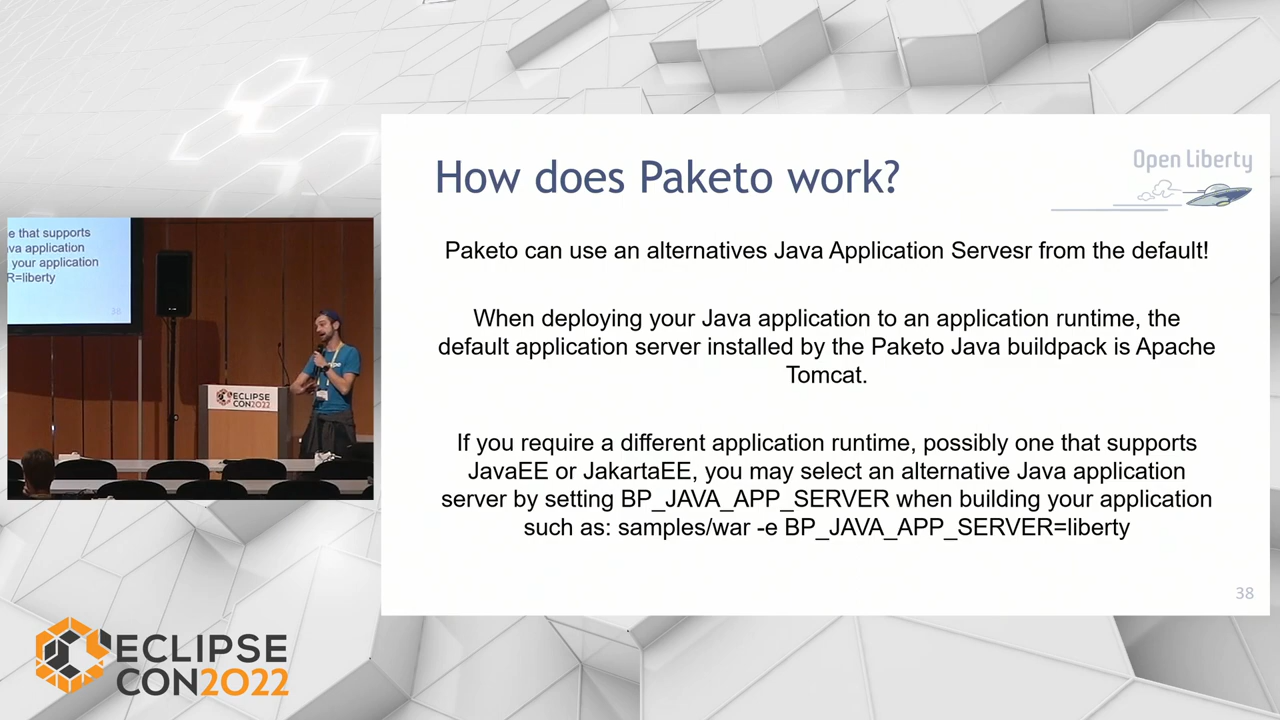 How does Paketo work?
Open Liberty
Paketo can use an alternatives Java Application Servesr from the default!
When deploying your Java application to an application runtime, the
default application server installed by the Paketo Java buildpack is Apache
Tomcat.
If you require a different application runtime, possibly one that supports
JavaEE or JakartaEE, you may select an alternative Java application
server by setting BP_JAVA_APP_SERVER when building your application
such as: samples/war -e BP_JAVA_APP_SERVER=liberty
38
e that supports
va application
your application
R=liberty
38
ECLIPSE
CON2022
ECLIPSE
CON2022